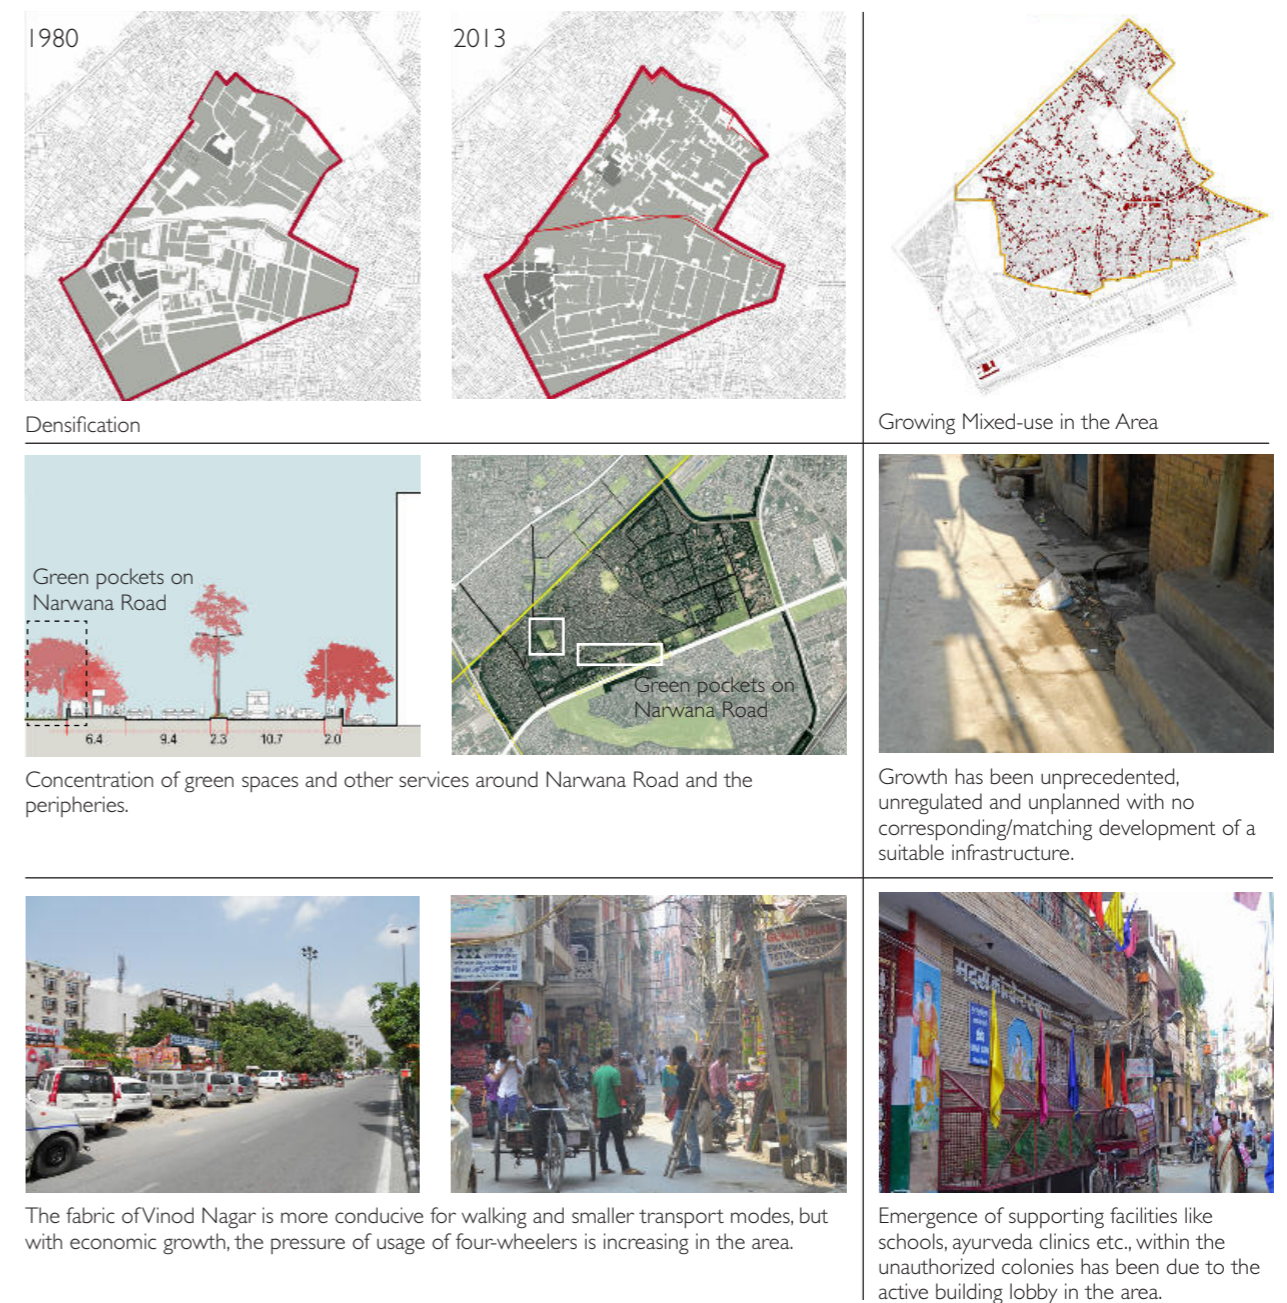 1980
2013
Densification
Growing Mixed-use in the Area
Green pockets on
Narwana Road
6.4
9.4
2.3
10.7
2.0
Green pockets on
Narwana Road
Concentration of green spaces and other services around Narwana Road and the
peripheries.
Growth has been unprecedented,
unregulated and unplanned with no
corresponding/matching development of a
suitable infrastructure.
The fabric of Vinod Nagar is more conducive for walking and smaller transport modes, but
with economic growth, the pressure of usage of four-wheelers is increasing in the area.
Emergence of supporting facilities like
schools, ayurveda clinics etc., within the
unauthorized colonies has been due to the
active building lobby in the area.